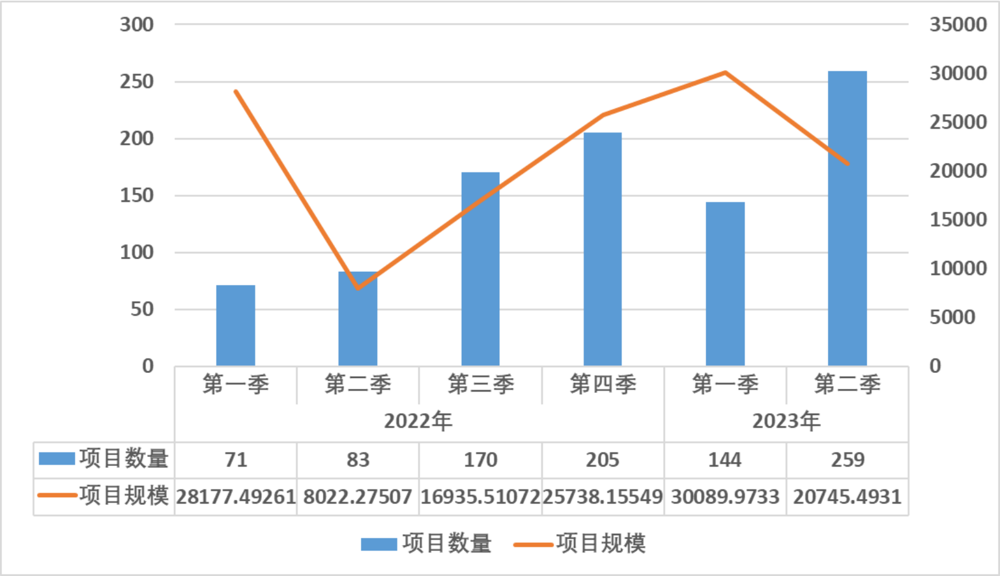 300 35000
250 30000
200 25000
150 20000
100 15000
50 10000
0 5000
0
第一季 第二季 第三季 第四季 第一季 第二季
2022年 2023年
项目数量 71 83 170 205 144 259
项目规模 28177.49261 8022.27507 16935.51072 25738.15549 30089.9733 20745.4931
项目数量 项目规模